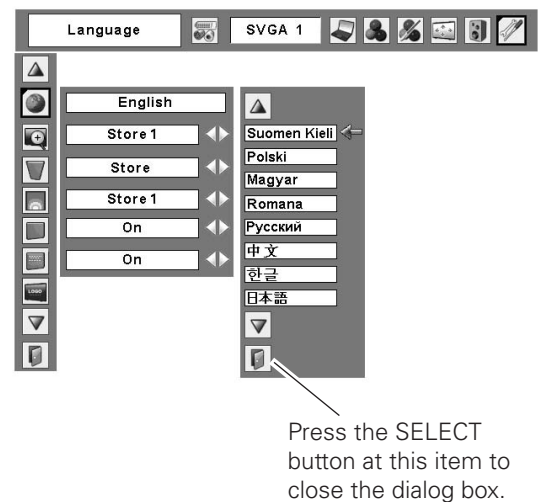 Language
SVGA 1
English
Store 1
Store
Store 1
On
On
LOGO
Suomen Kieli
Polski
Magyar
Romana
Русский
中文
한글
日本語
Press the SELECT
button at this item to
close the dialog box.